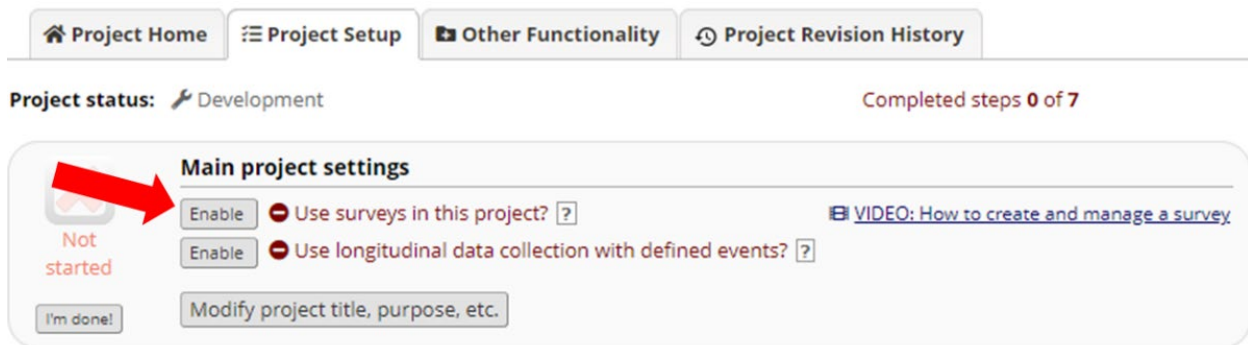 Project Home Project Setup Other Functionality Project Revision History
Project status: Development Completed steps 0 of 7
Main project settings
Enable Use surveys in this project? ? VIDEO: How to create and manage a survey
Not
started
Enable Use longitudinal data collection with defined events? ?
I'm done! Modify project title, purpose, etc.